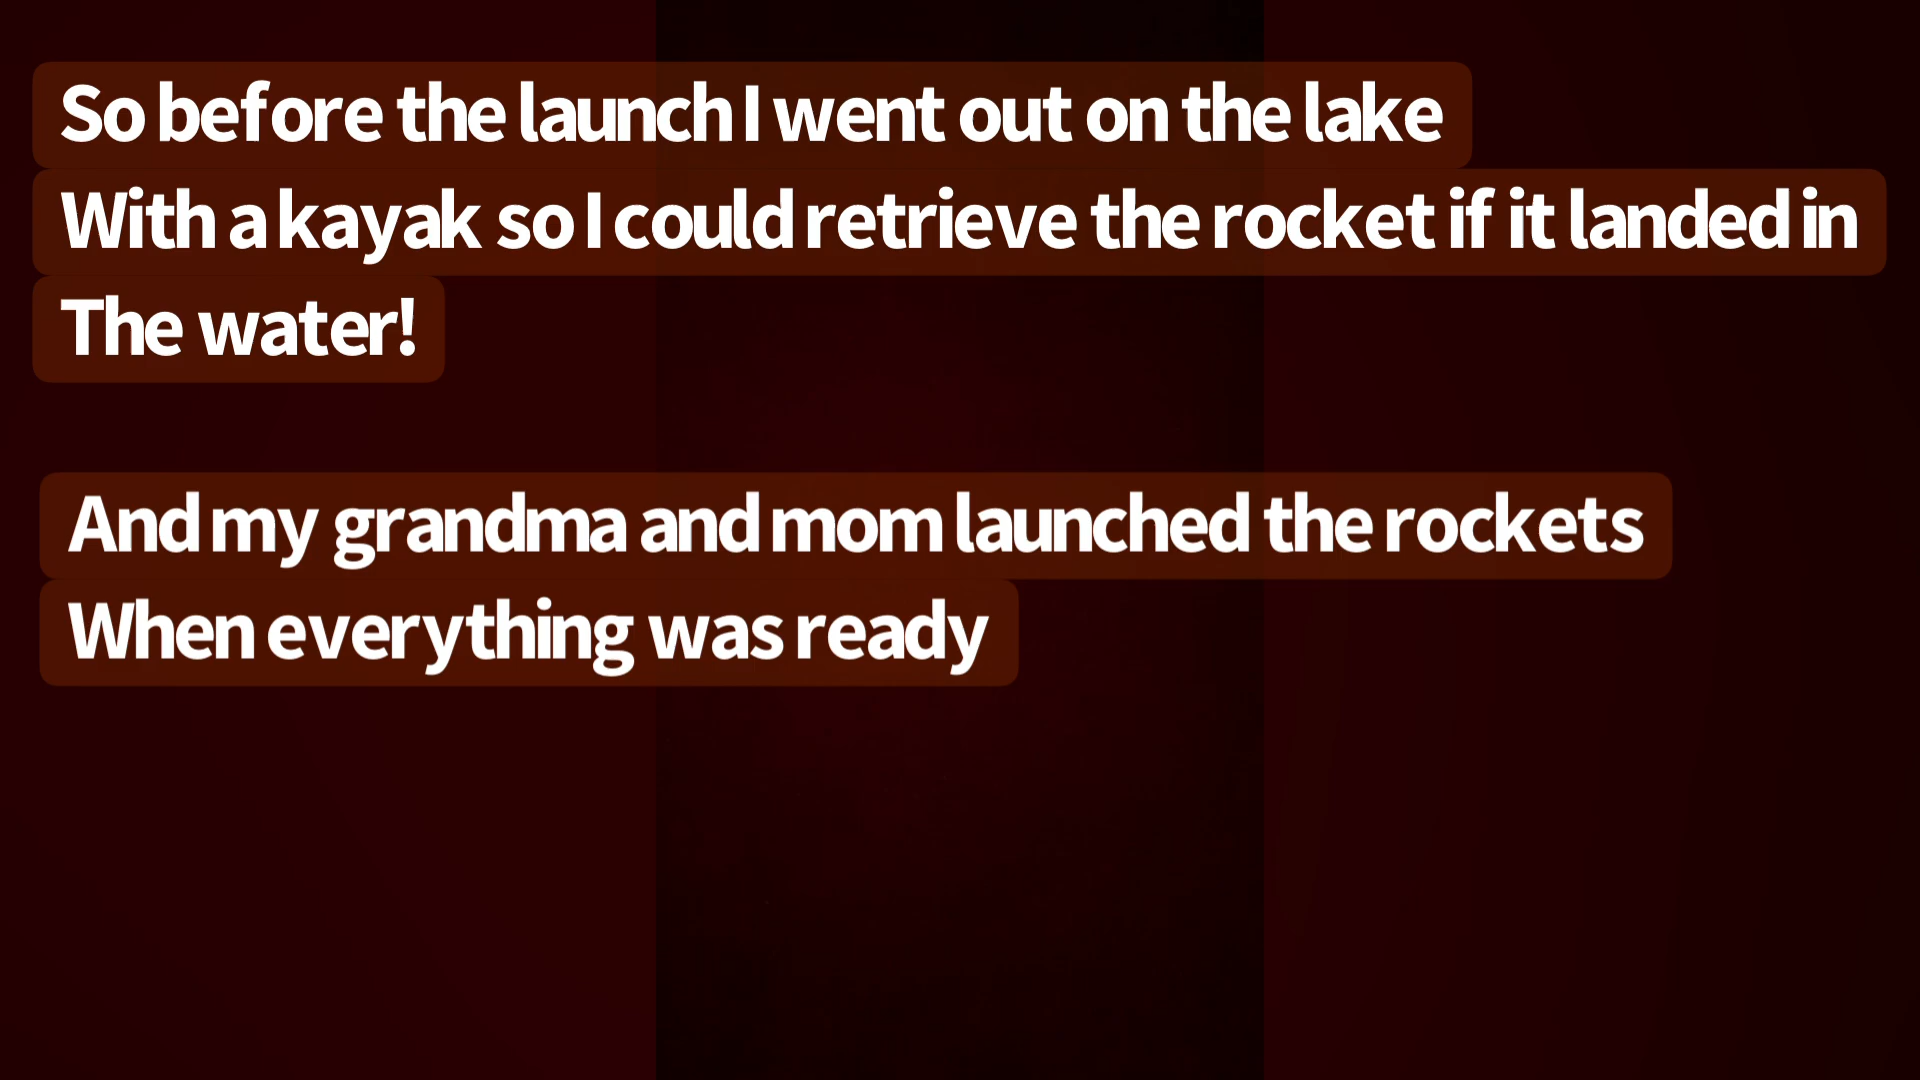 So before the launch I went out on the lake
With a kayak so I could retrieve the rocket if it landed in
The water!
And my grandma and mom launched the rockets
When everything was ready